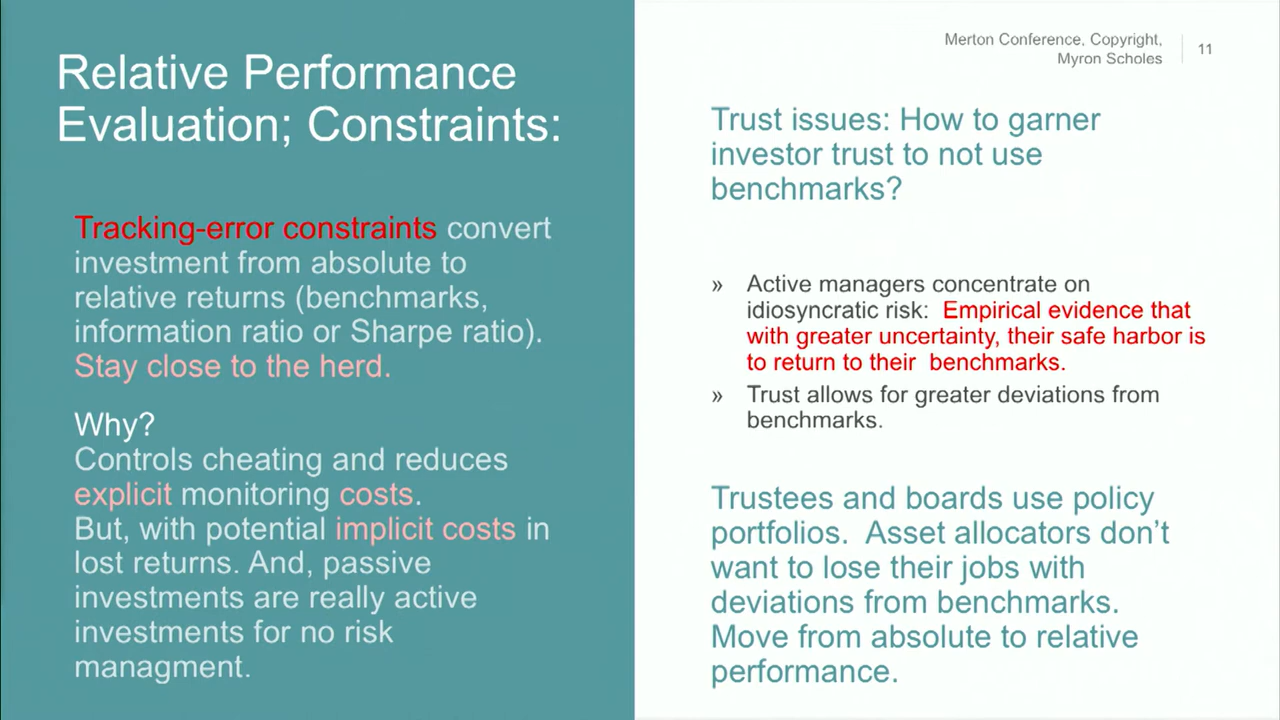 Relative Performance
Evaluation; Constraints:
Tracking-error constraints convert
investment from absolute to
relative returns (benchmarks,
information ratio or Sharpe ratio).
Stay close to the herd.
Why?
Controls cheating and reduces
explicit monitoring costs.
But, with potential implicit costs in
lost returns. And, passive
investments are really active
investments for no risk
managment.
Merton Conference, Copyright,
Myron Scholes
11
Trust issues: How to garner
investor trust to not use
benchmarks?
» Active managers concentrate on
idiosyncratic risk:  Empirical evidence that
with greater uncertainty, their safe harbor is
to return to their  benchmarks.
» Trust allows for greater deviations from
benchmarks.
Trustees and boards use policy
portfolios.  Asset allocators don't
want to lose their jobs with
deviations from benchmarks.
Move from absolute to relative
performance.